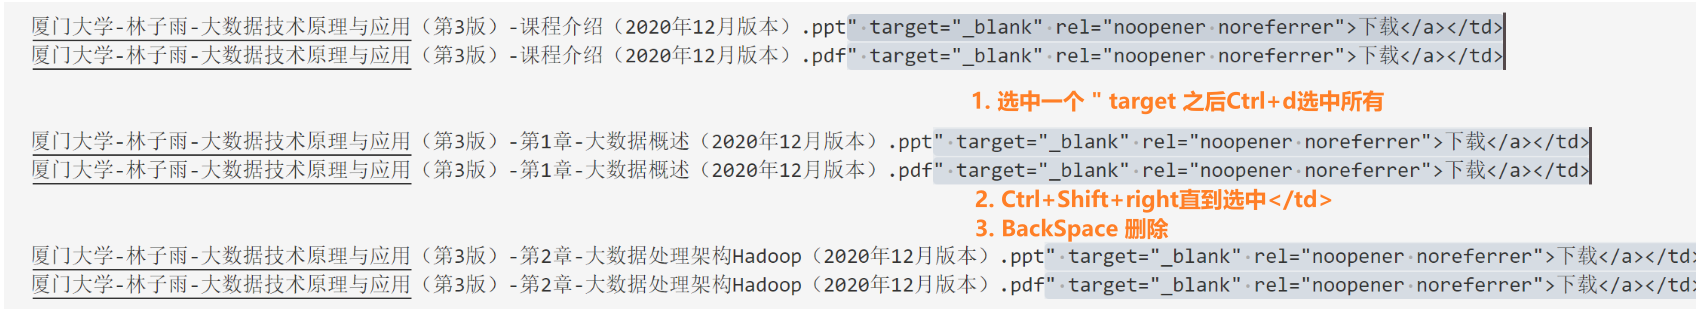 厦门大学-林子雨-大数据技术原理与应用（第3版）-课程介绍（2020年12月版本）.ppt" target="_blank" rel="noopener noreferrer">下载</a></td>
厦门大学-林子雨-大数据技术原理与应用（第3版）-课程介绍（2020年12月版本）.pdf" target="_blank" rel="noopener noreferrer">下载</a></td>
1. 选中一个 " target 之后Ctrl+d选中所有
厦门大学-林子雨-大数据技术原理与应用（第3版）-第1章-大数据概述（2020年12月版本）.ppt" target="_blank" rel="noopener noreferrer">下载</a></td>
厦门大学-林子雨-大数据技术原理与应用（第3版）-第1章-大数据概述（2020年12月版本）.pdf" target="_blank" rel="noopener noreferrer">下载</a></td>
2. Ctrl+Shift+right直到选中</td>
3. BackSpace 删除
厦门大学-林子雨-大数据技术原理与应用（第3版）-第2章-大数据处理架构Hadoop（2020年12月版本）.ppt" target="_blank" rel="noopener noreferrer">下载</a></td>
厦门大学-林子雨-大数据技术原理与应用（第3版）-第2章-大数据处理架构Hadoop（2020年12月版本）.pdf" target="_blank" rel="noopener noreferrer">下载</a></td>